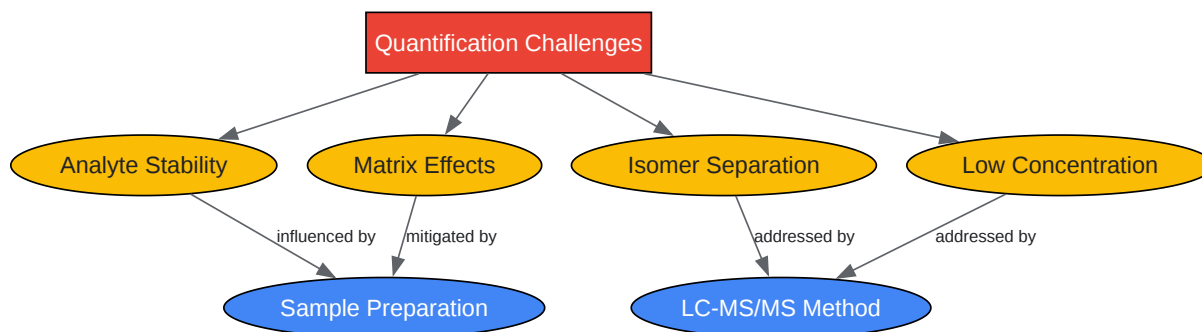 Quantification Challenges
Analyte Stability
Matrix Effects
Isomer Separation
Low Concentration
influenced by
mitigated by
addressed by
addressed by
Sample Preparation
LC-MS/MS Method